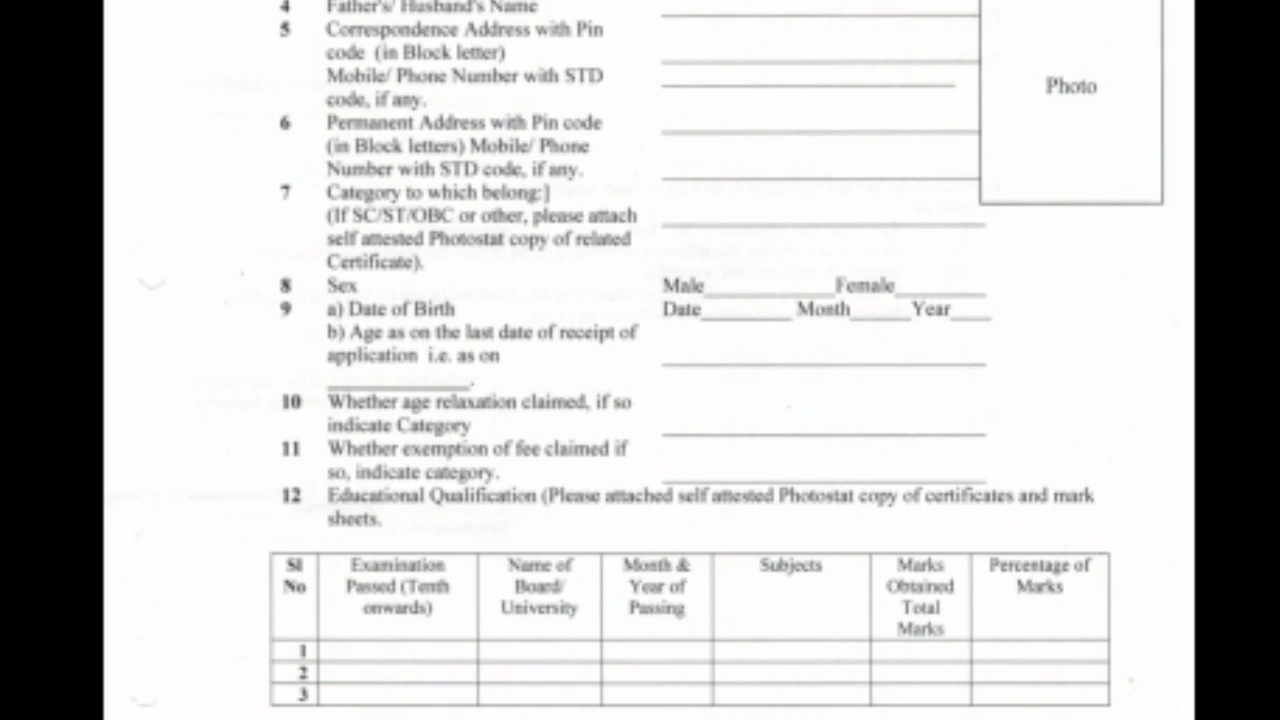 4 Father's/ Husband's Name
5 Correspondence Address with Pin
code (in Block letter)
Mobile/ Phone Number with STD
code, if any.
Photo
6 Permanent Address with Pin code
(in Block letters) Mobile/ Phone
Number with STD code, if any.
7 Category to which belong:]
(If SC/ST/OBC or other, please attach
self attested Photostat copy of related
Certificate).
8 Sex Male__________Female_______
9 a) Date of Birth Date_______ Month_____Year___
b) Age as on the last date of receipt of
application i.e. as on
___________.
10 Whether age relaxation claimed, if so
indicate Category
11 Whether exemption of fee claimed if
so, indicate category.
12 Educational Qualification (Please attached self attested Photostat copy of certificates and mark
sheets.
Sl No
Examination Passed (Tenth onwards)
Name of Board/ University
Month & Year of Passing
Subjects
Marks Obtained Total Marks
Percentage of Marks
1
2
3